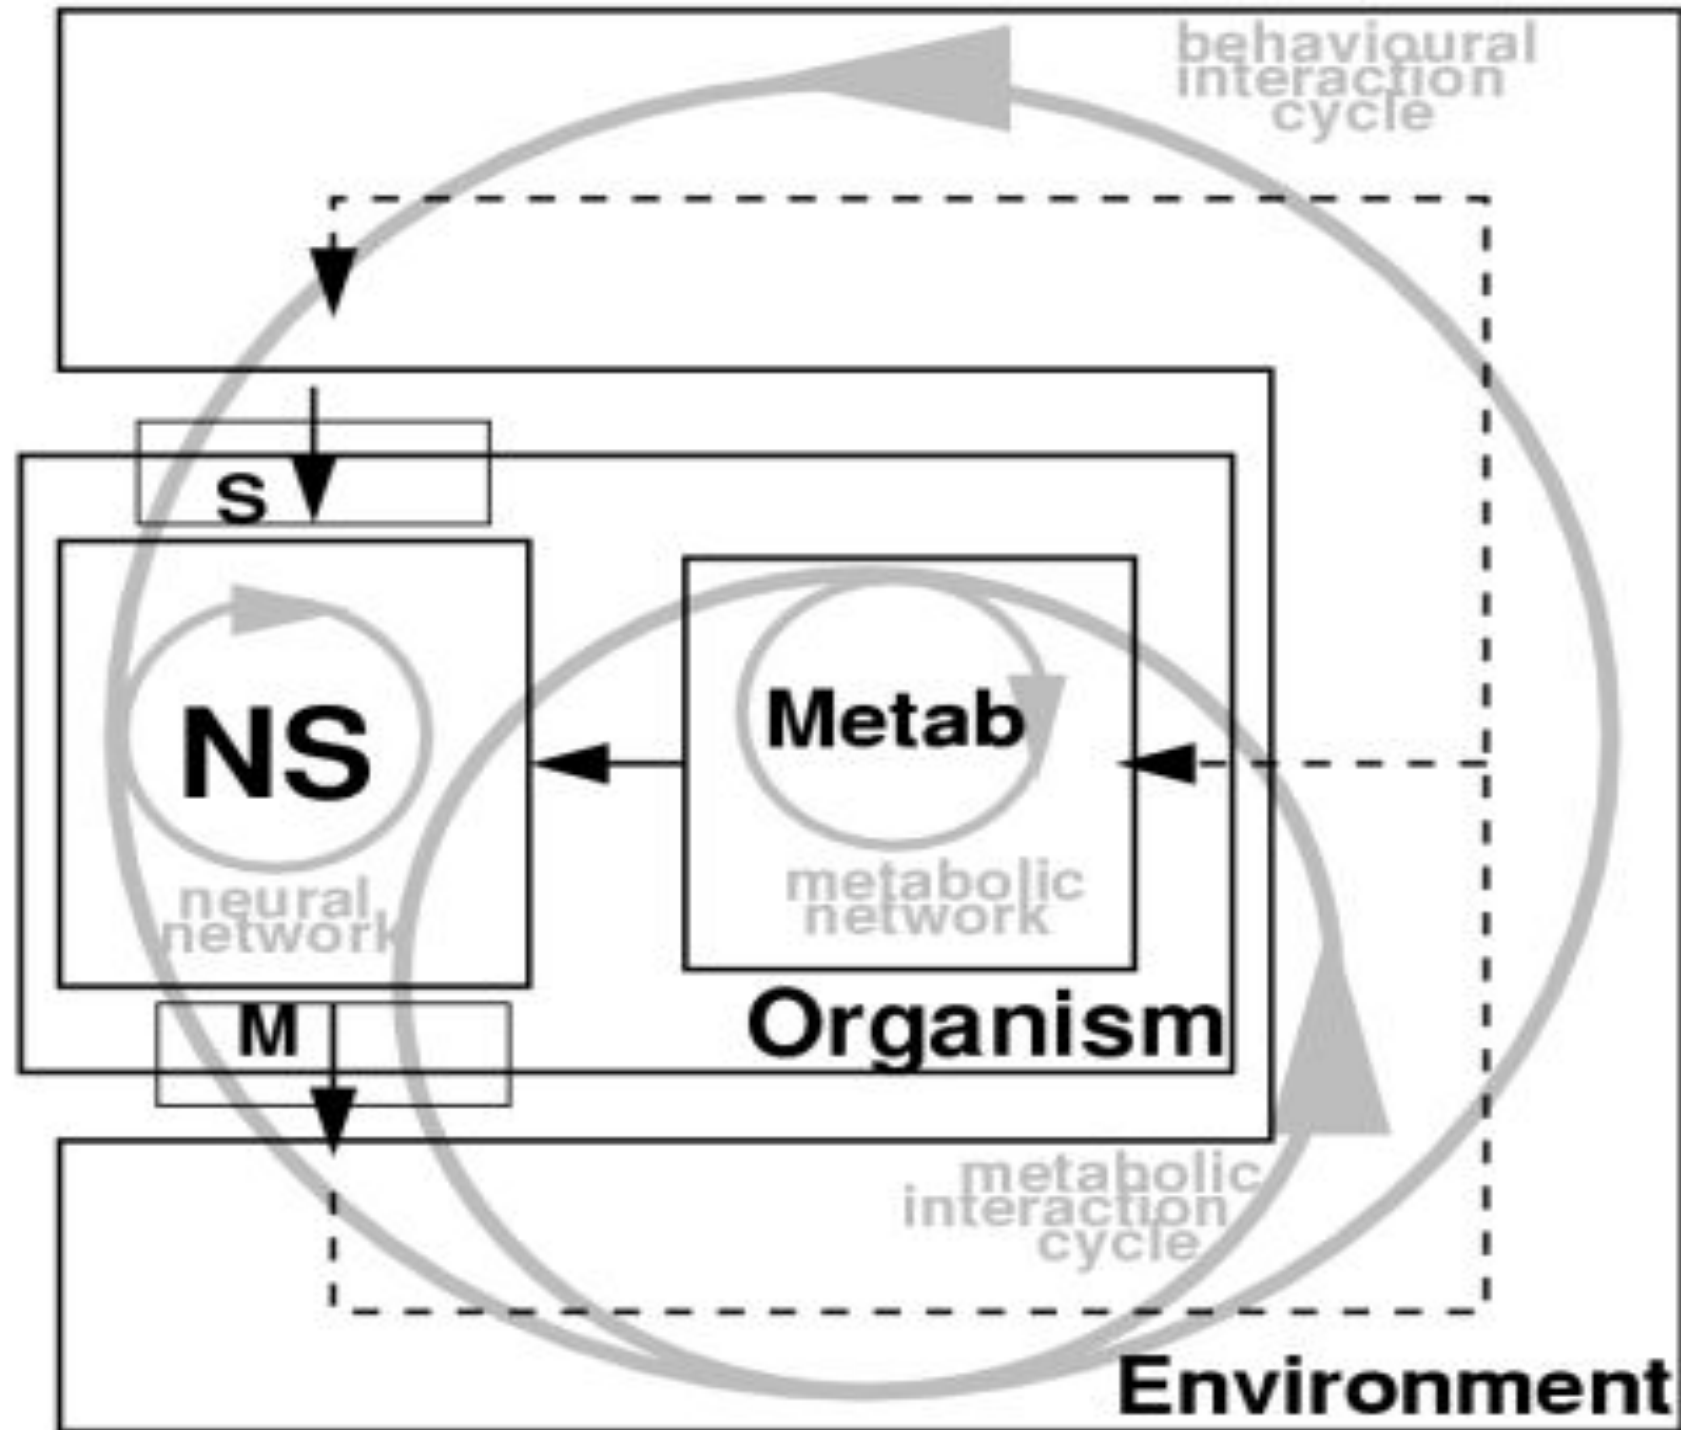 behavioural
interaction
cycle
S
NS
Metab
neural
network
metabolic
network
M
Organism
metabolic
interaction
cycle
Environment